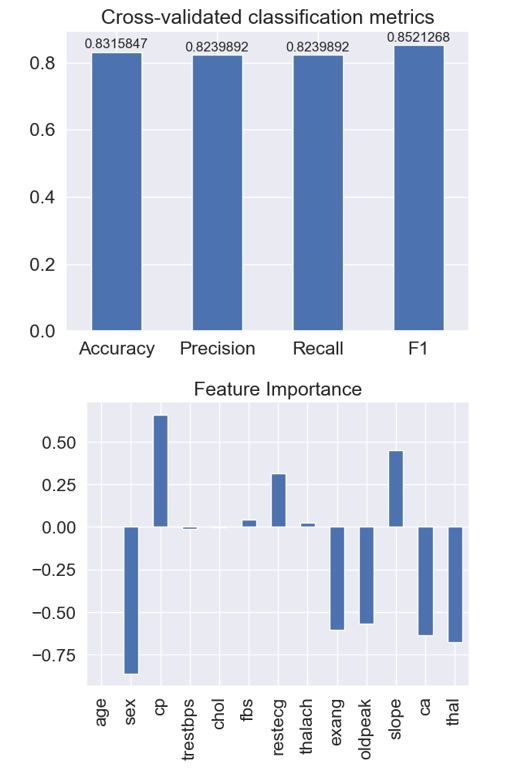 Cross-validated classification metrics
0.8315847
0.8239892
0.8239892
0.8521268
0.8
0.6
0.4
0.2
0.0
Accuracy Precision Recall F1
Feature Importance
0.50
0.25
0.00
−0.25
−0.50
−0.75
age
sex
cp
trestbps
chol
fbs
restecg
thalach
exang
oldpeak
slope
ca
thal